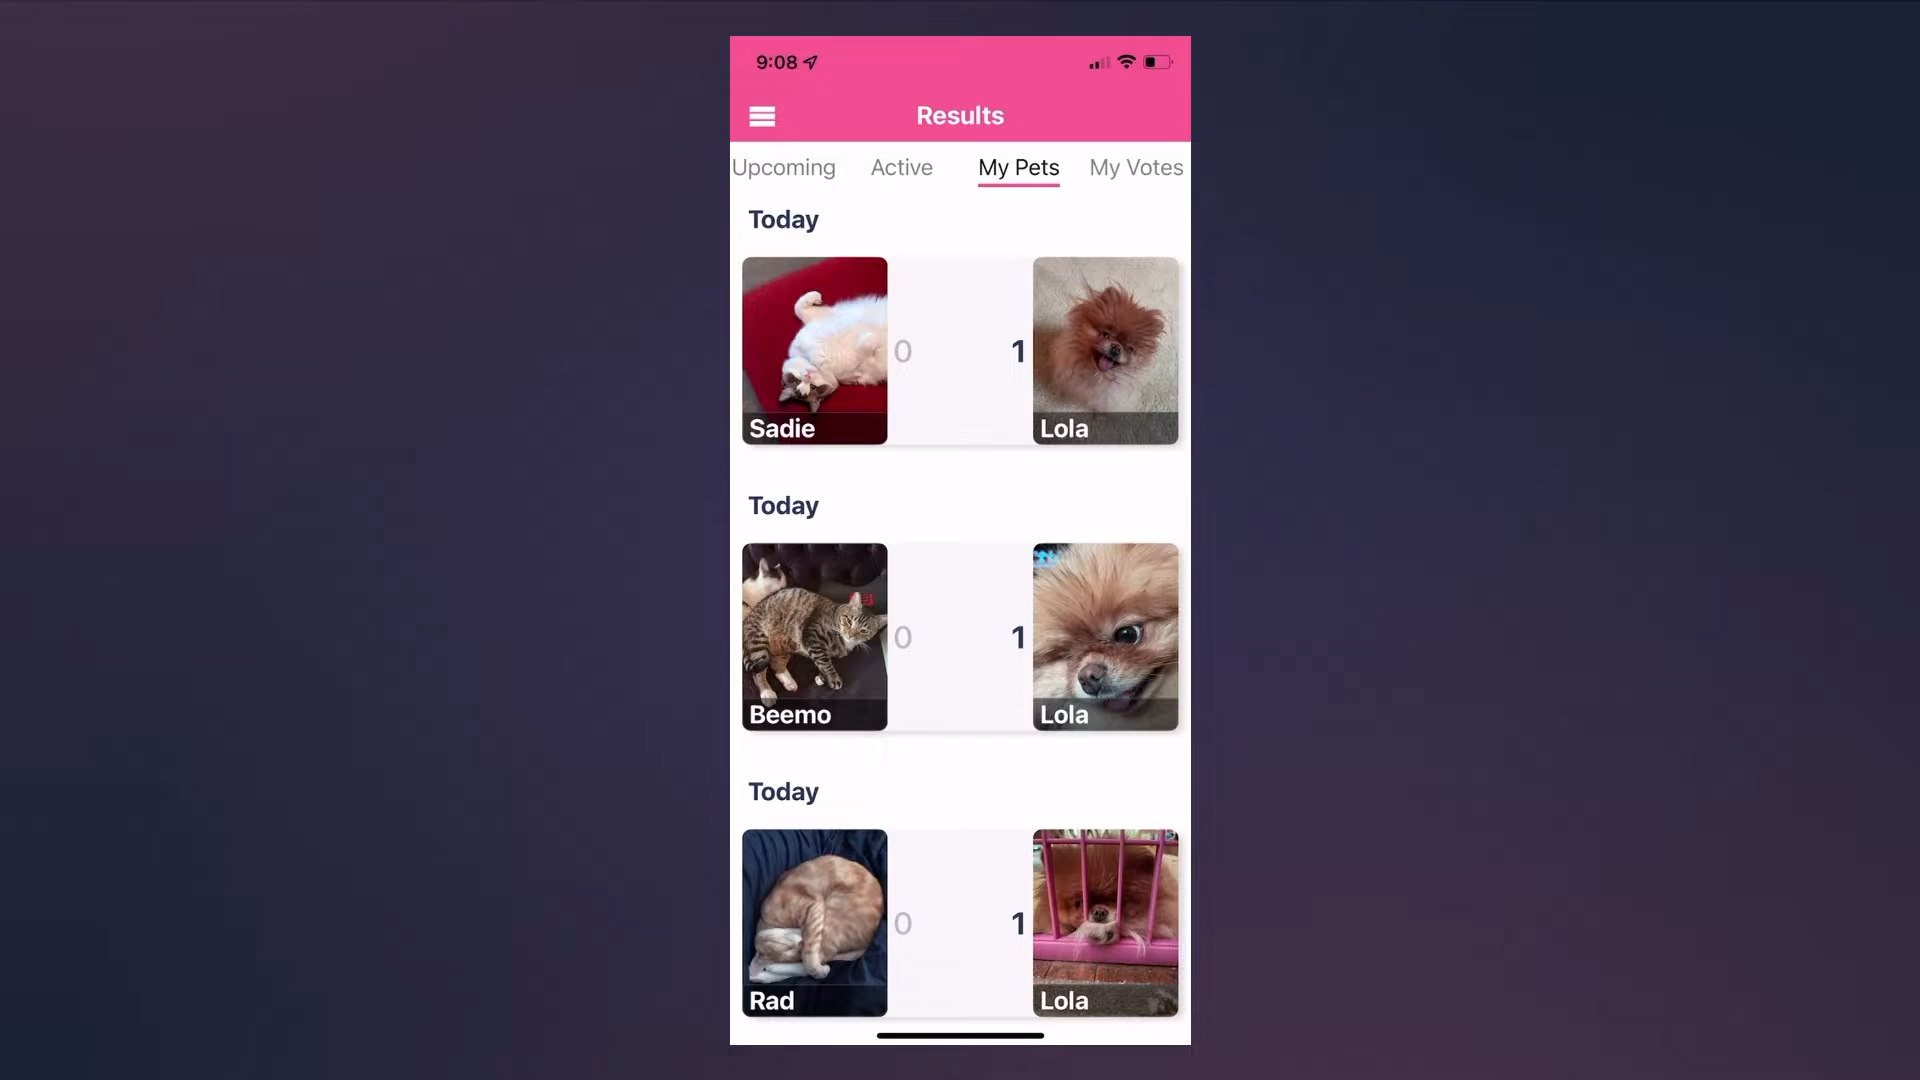 9:08
Results
Upcoming Active My Pets My Votes
Today
0 1
Sadie Lola
Today
0 1
Beemo Lola
Today
0 1
Rad Lola